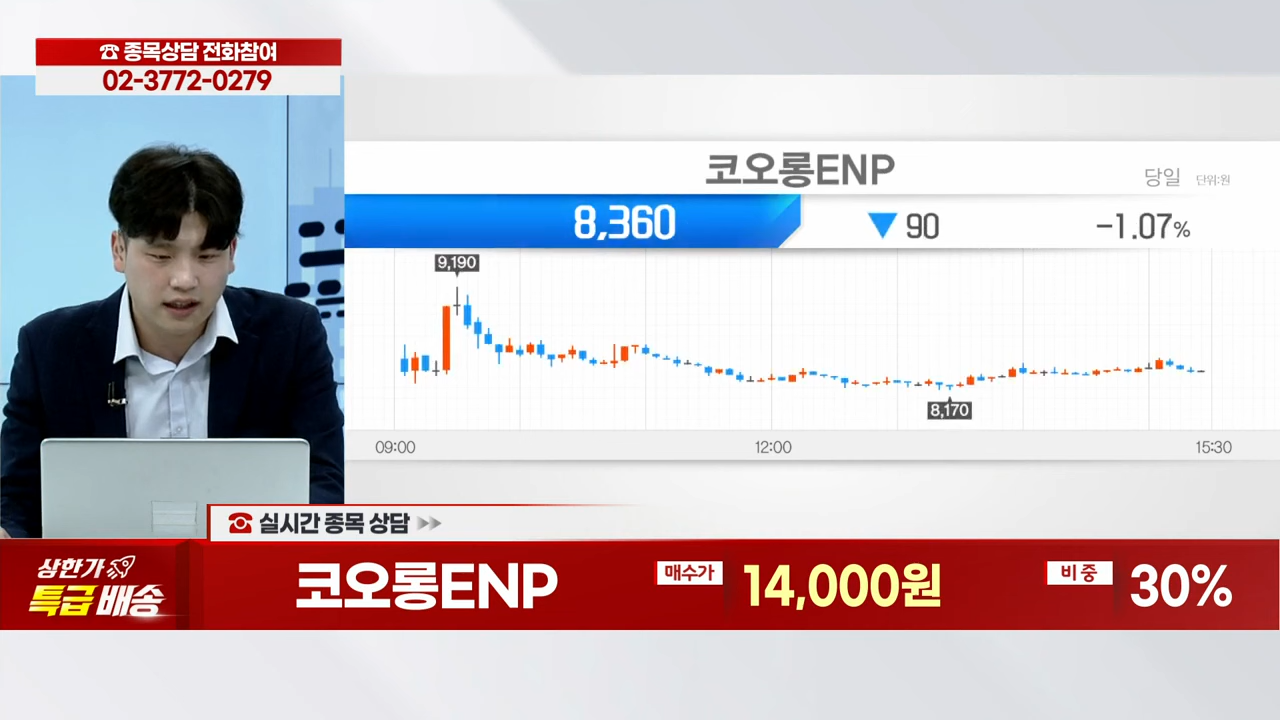 ☎ 종목상담 전화참여
02-3772-0279
코오롱ENP
당일 단위:원
8,360 ▼ 90 -1.07%
9,190
8,170
09:00 12:00 15:30
☎ 실시간 종목 상담
상한가
특급 배송
코오롱ENP 매수가 14,000원 비중 30%